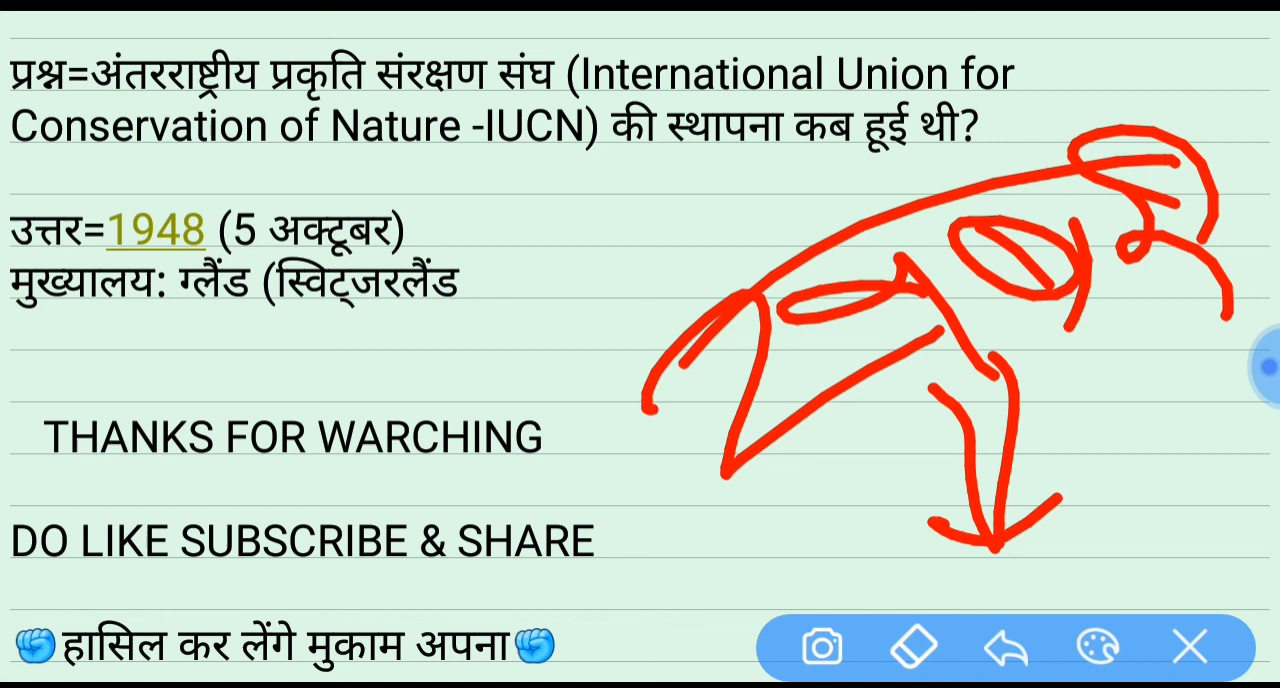 प्रश्न=अंतरराष्ट्रीय प्रकृति संरक्षण संघ (International Union for
Conservation of Nature -IUCN) की स्थापना कब हूई थी?
उत्तर=1948 (5 अक्टूबर)
मुख्यालय: ग्लैंड (स्विट्जरलैंड
THANKS FOR WARCHING
DO LIKE SUBSCRIBE & SHARE
✊हासिल कर लेंगे मुकाम अपना✊